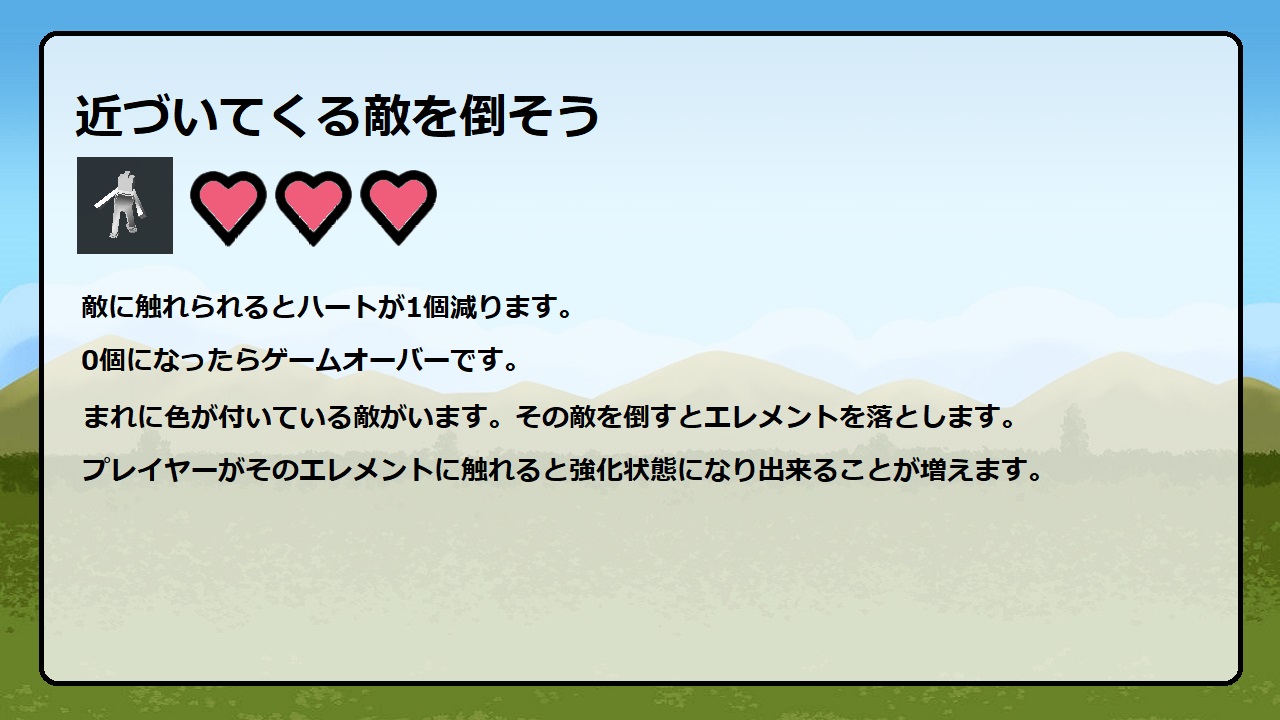 近づいてくる敵を倒そう
敵に触れられるとハートが1個減ります。
0個になったらゲームオーバーです。
まれに色が付いている敵がいます。その敵を倒すとエレメントを落とします。
プレイヤーがそのエレメントに触れると強化状態になり出来ることが増えます。